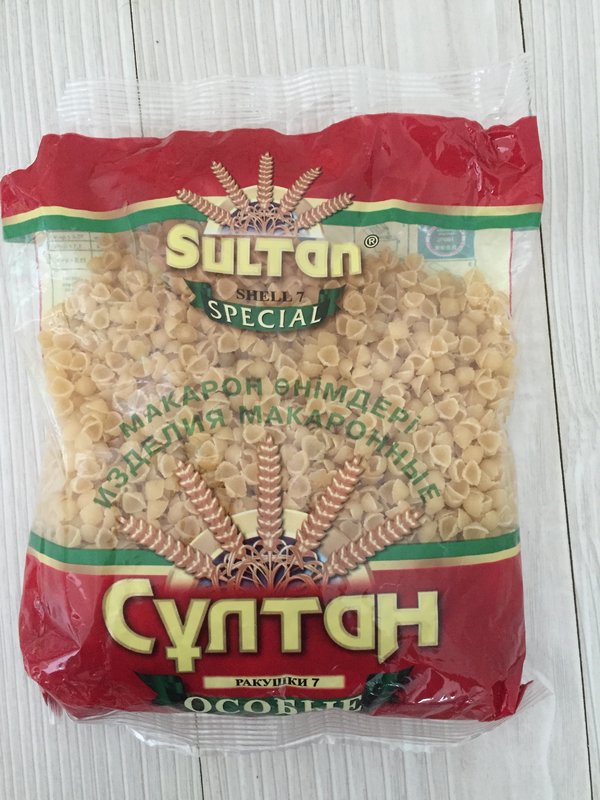 SULTAN®
SHELL 7
SPECIAL
МАКАРОН ӨНІМДЕРІ
ИЗДЕЛИЯ МАКАРОННЫЕ
СҰЛТАН
РАКУШКИ 7
ОСОБЫЕ